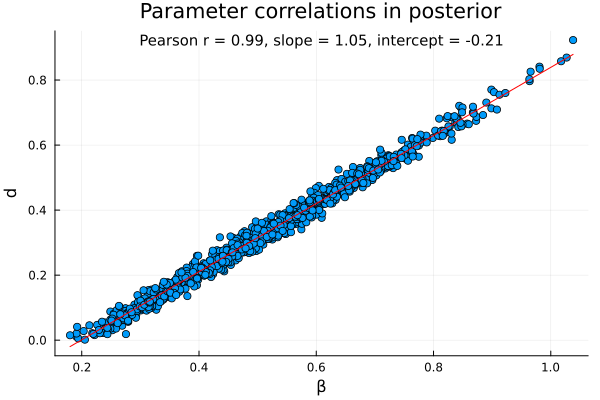 Parameter correlations in posterior
Pearson r = 0.99, slope = 1.05, intercept = -0.21
d
0.8
0.6
0.4
0.2
0.0
0.2 0.4 0.6 0.8 1.0
β